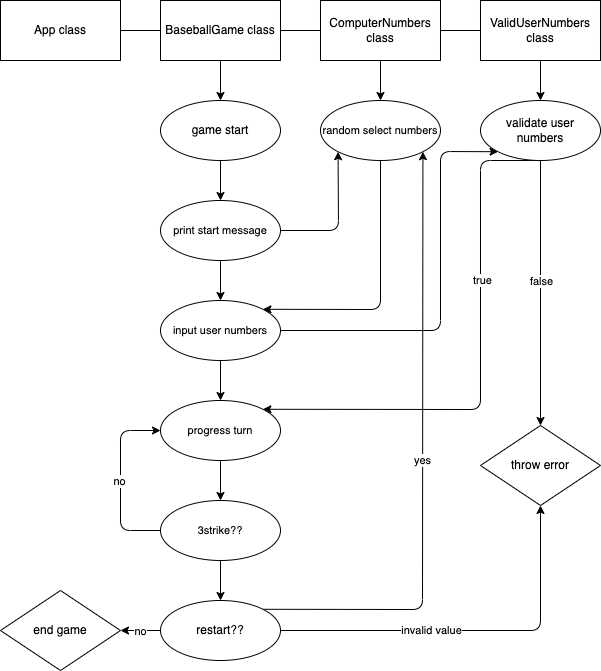 App class
BaseballGame class
ComputerNumbers
class
ValidUserNumbers
class
game start
random select numbers
validate user
numbers
print start message
true
false
input user numbers
progress turn
yes
throw error
no
3strike??
end game
no
restart??
invalid value